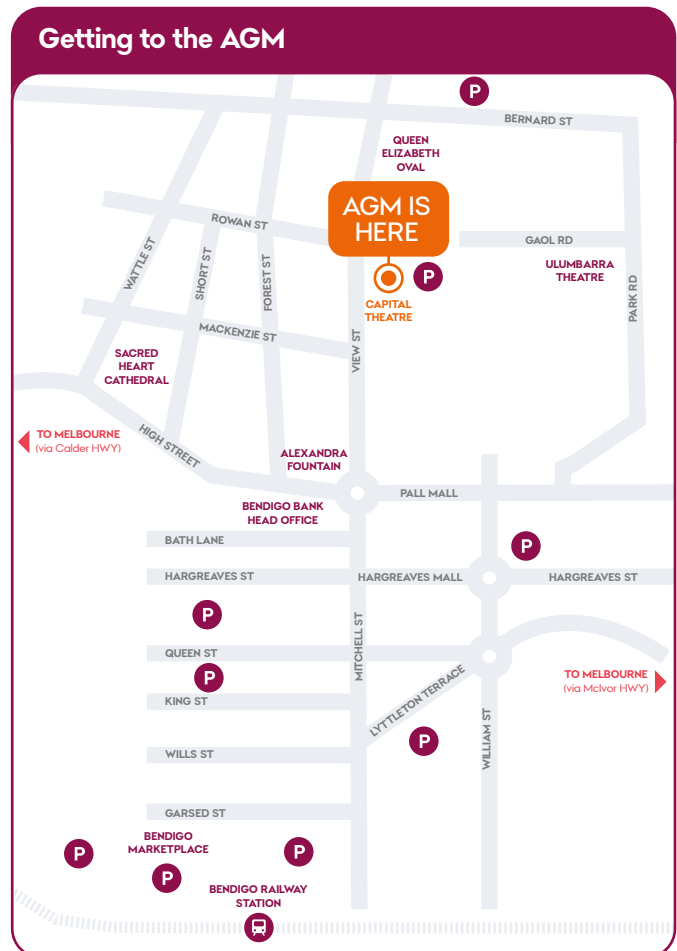 Getting to the AGM
P
BERNARD ST
QUEEN
ELIZABETH
OVAL
AGM IS
HERE
ROWAN ST
GAOL RD
WATTLE ST
SHORT ST
FOREST ST
P
ULUMBARRA
THEATRE
PARK RD
CAPITAL
THEATRE
MACKENZIE ST
VIEW ST
SACRED
HEART
CATHEDRAL
TO MELBOURNE
(via Calder HWY)
HIGH STREET
ALEXANDRA
FOUNTAIN
PALL MALL
BENDIGO BANK
HEAD OFFICE
BATH LANE
P
HARGREAVES ST
HARGREAVES MALL
HARGREAVES ST
P
MITCHELL ST
QUEEN ST
P
TO MELBOURNE
(via McIvor HWY)
KING ST
LYTTLETON TERRACE
P
WILLIAM ST
WILLS ST
GARSED ST
BENDIGO
MARKETPLACE
P
P
P
BENDIGO RAILWAY
STATION